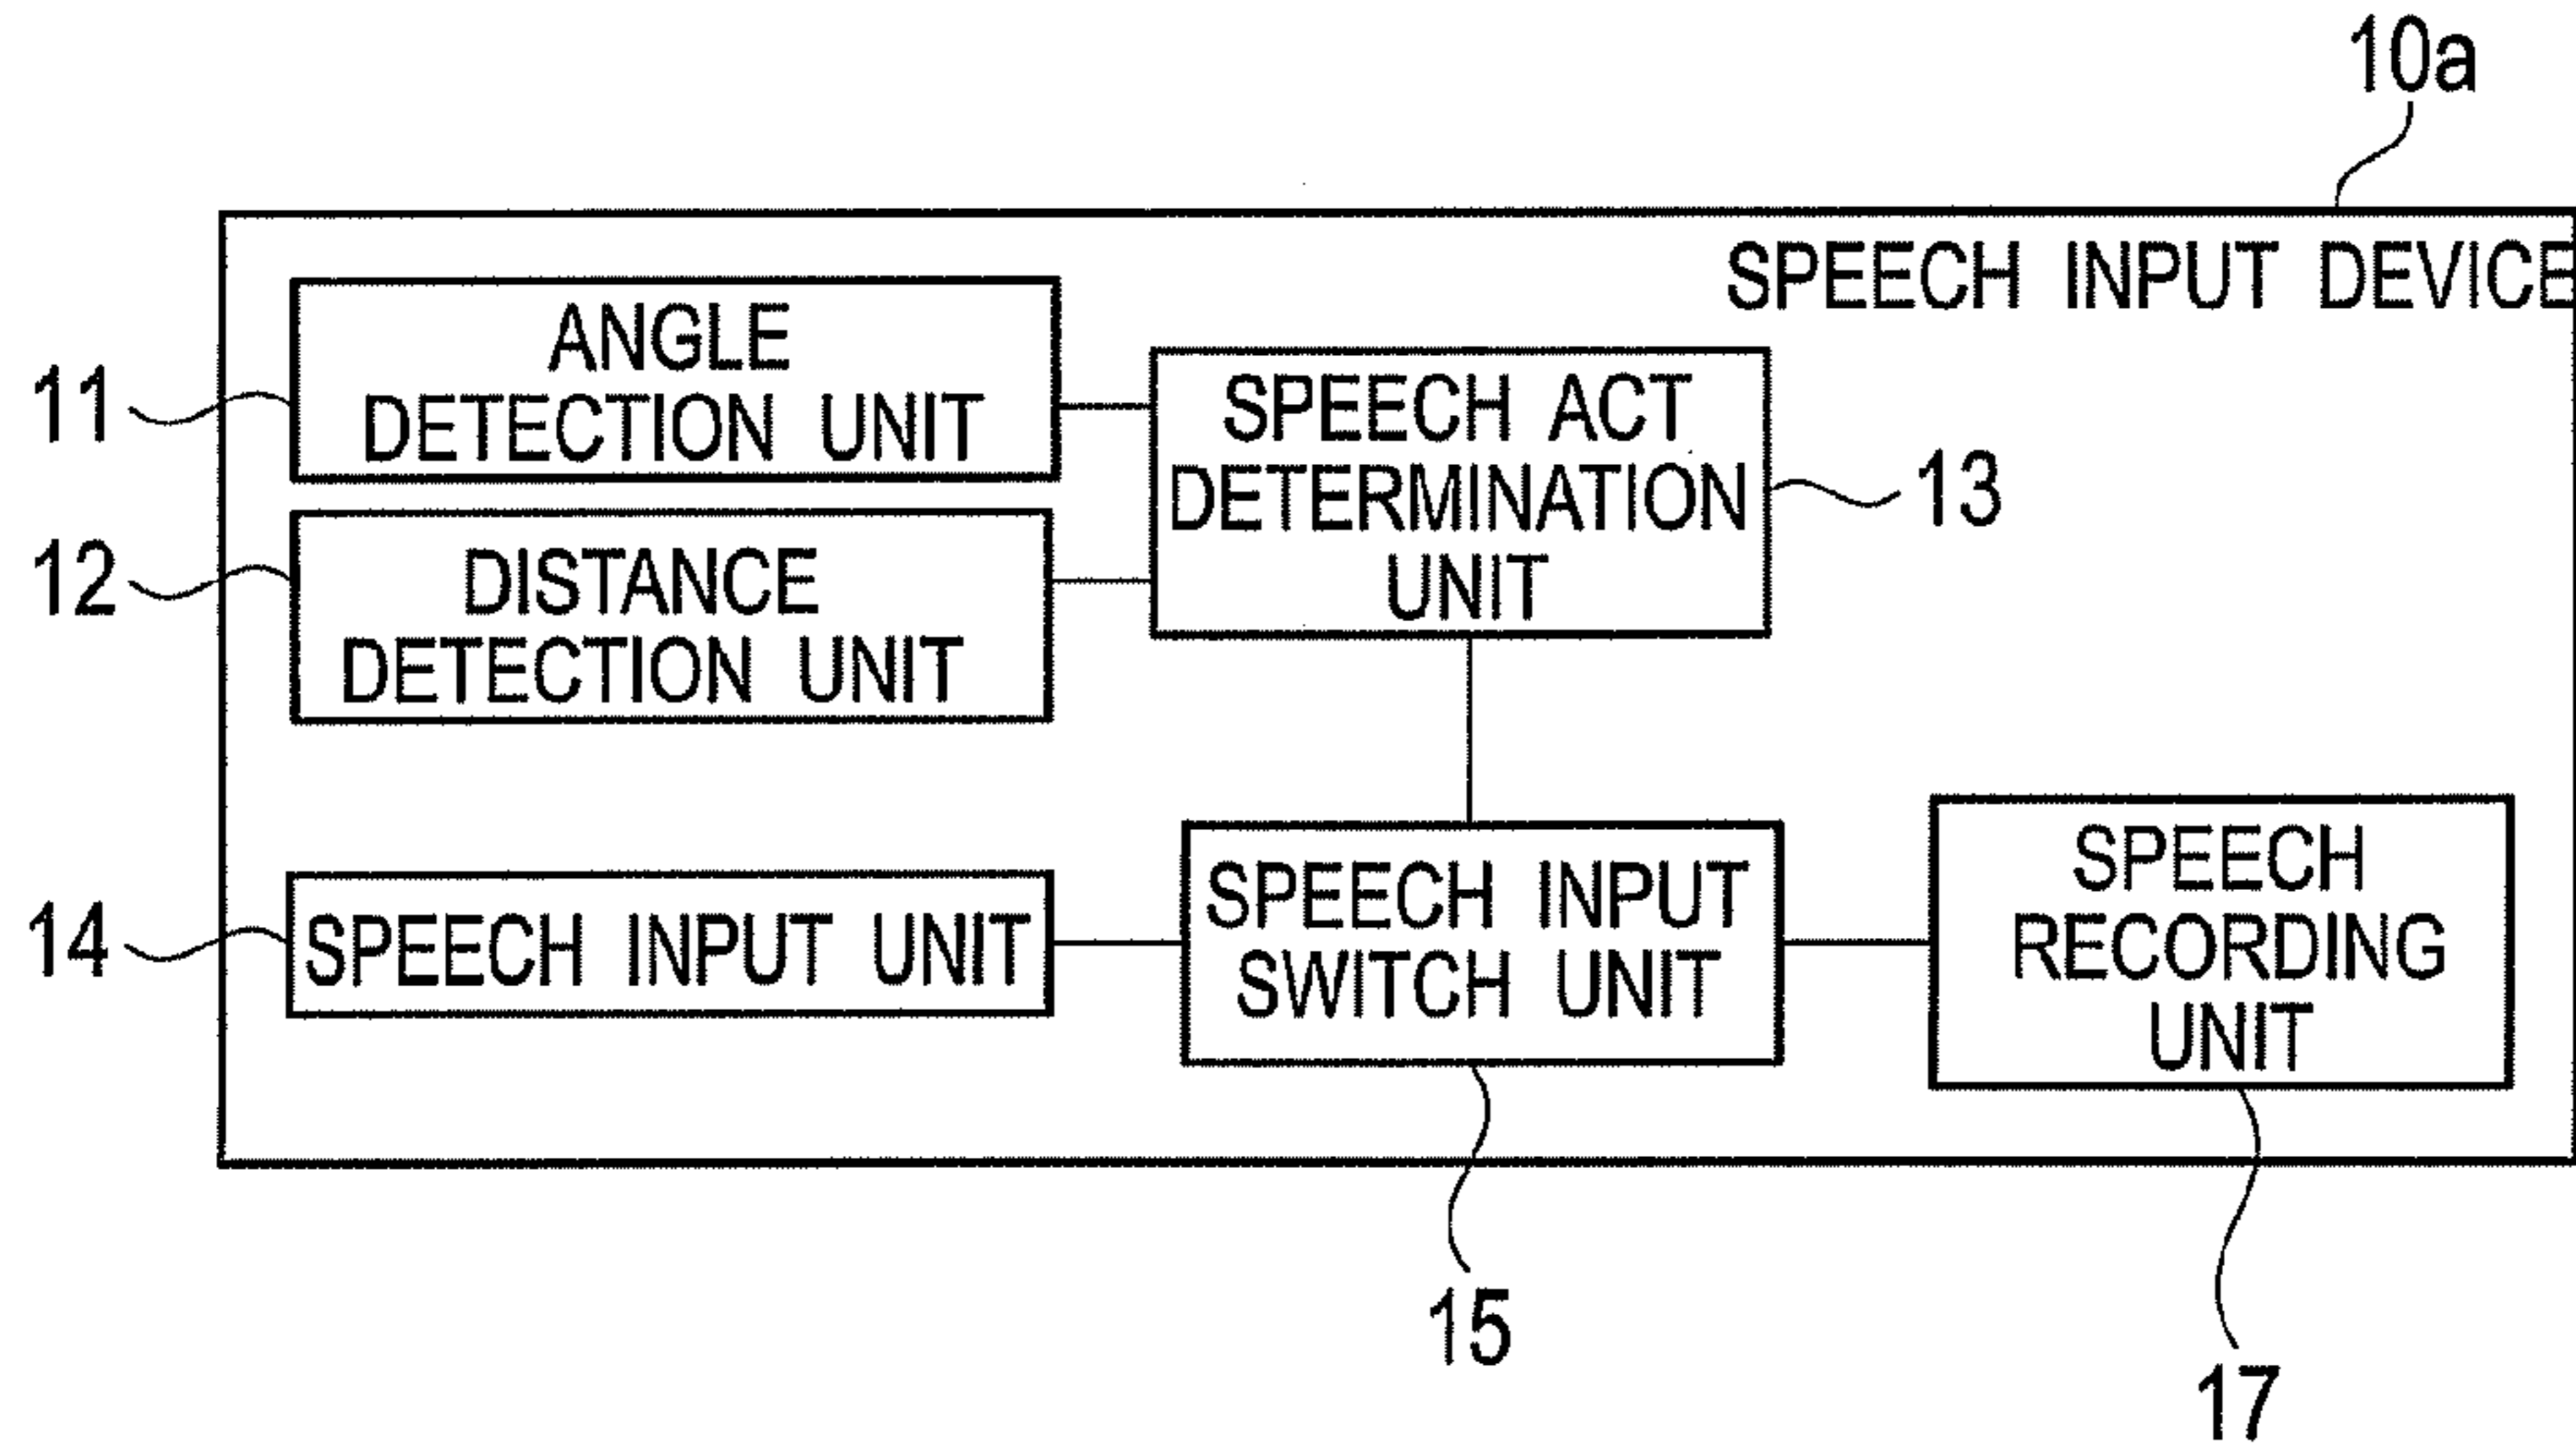 10a
SPEECH INPUT DEVICE
ANGLE
DETECTION UNIT
11
SPEECH ACT
DETERMINATION
UNIT
13
12
DISTANCE
DETECTION UNIT
14
SPEECH INPUT UNIT
SPEECH INPUT
SWITCH UNIT
SPEECH
RECORDING
UNIT
15
17